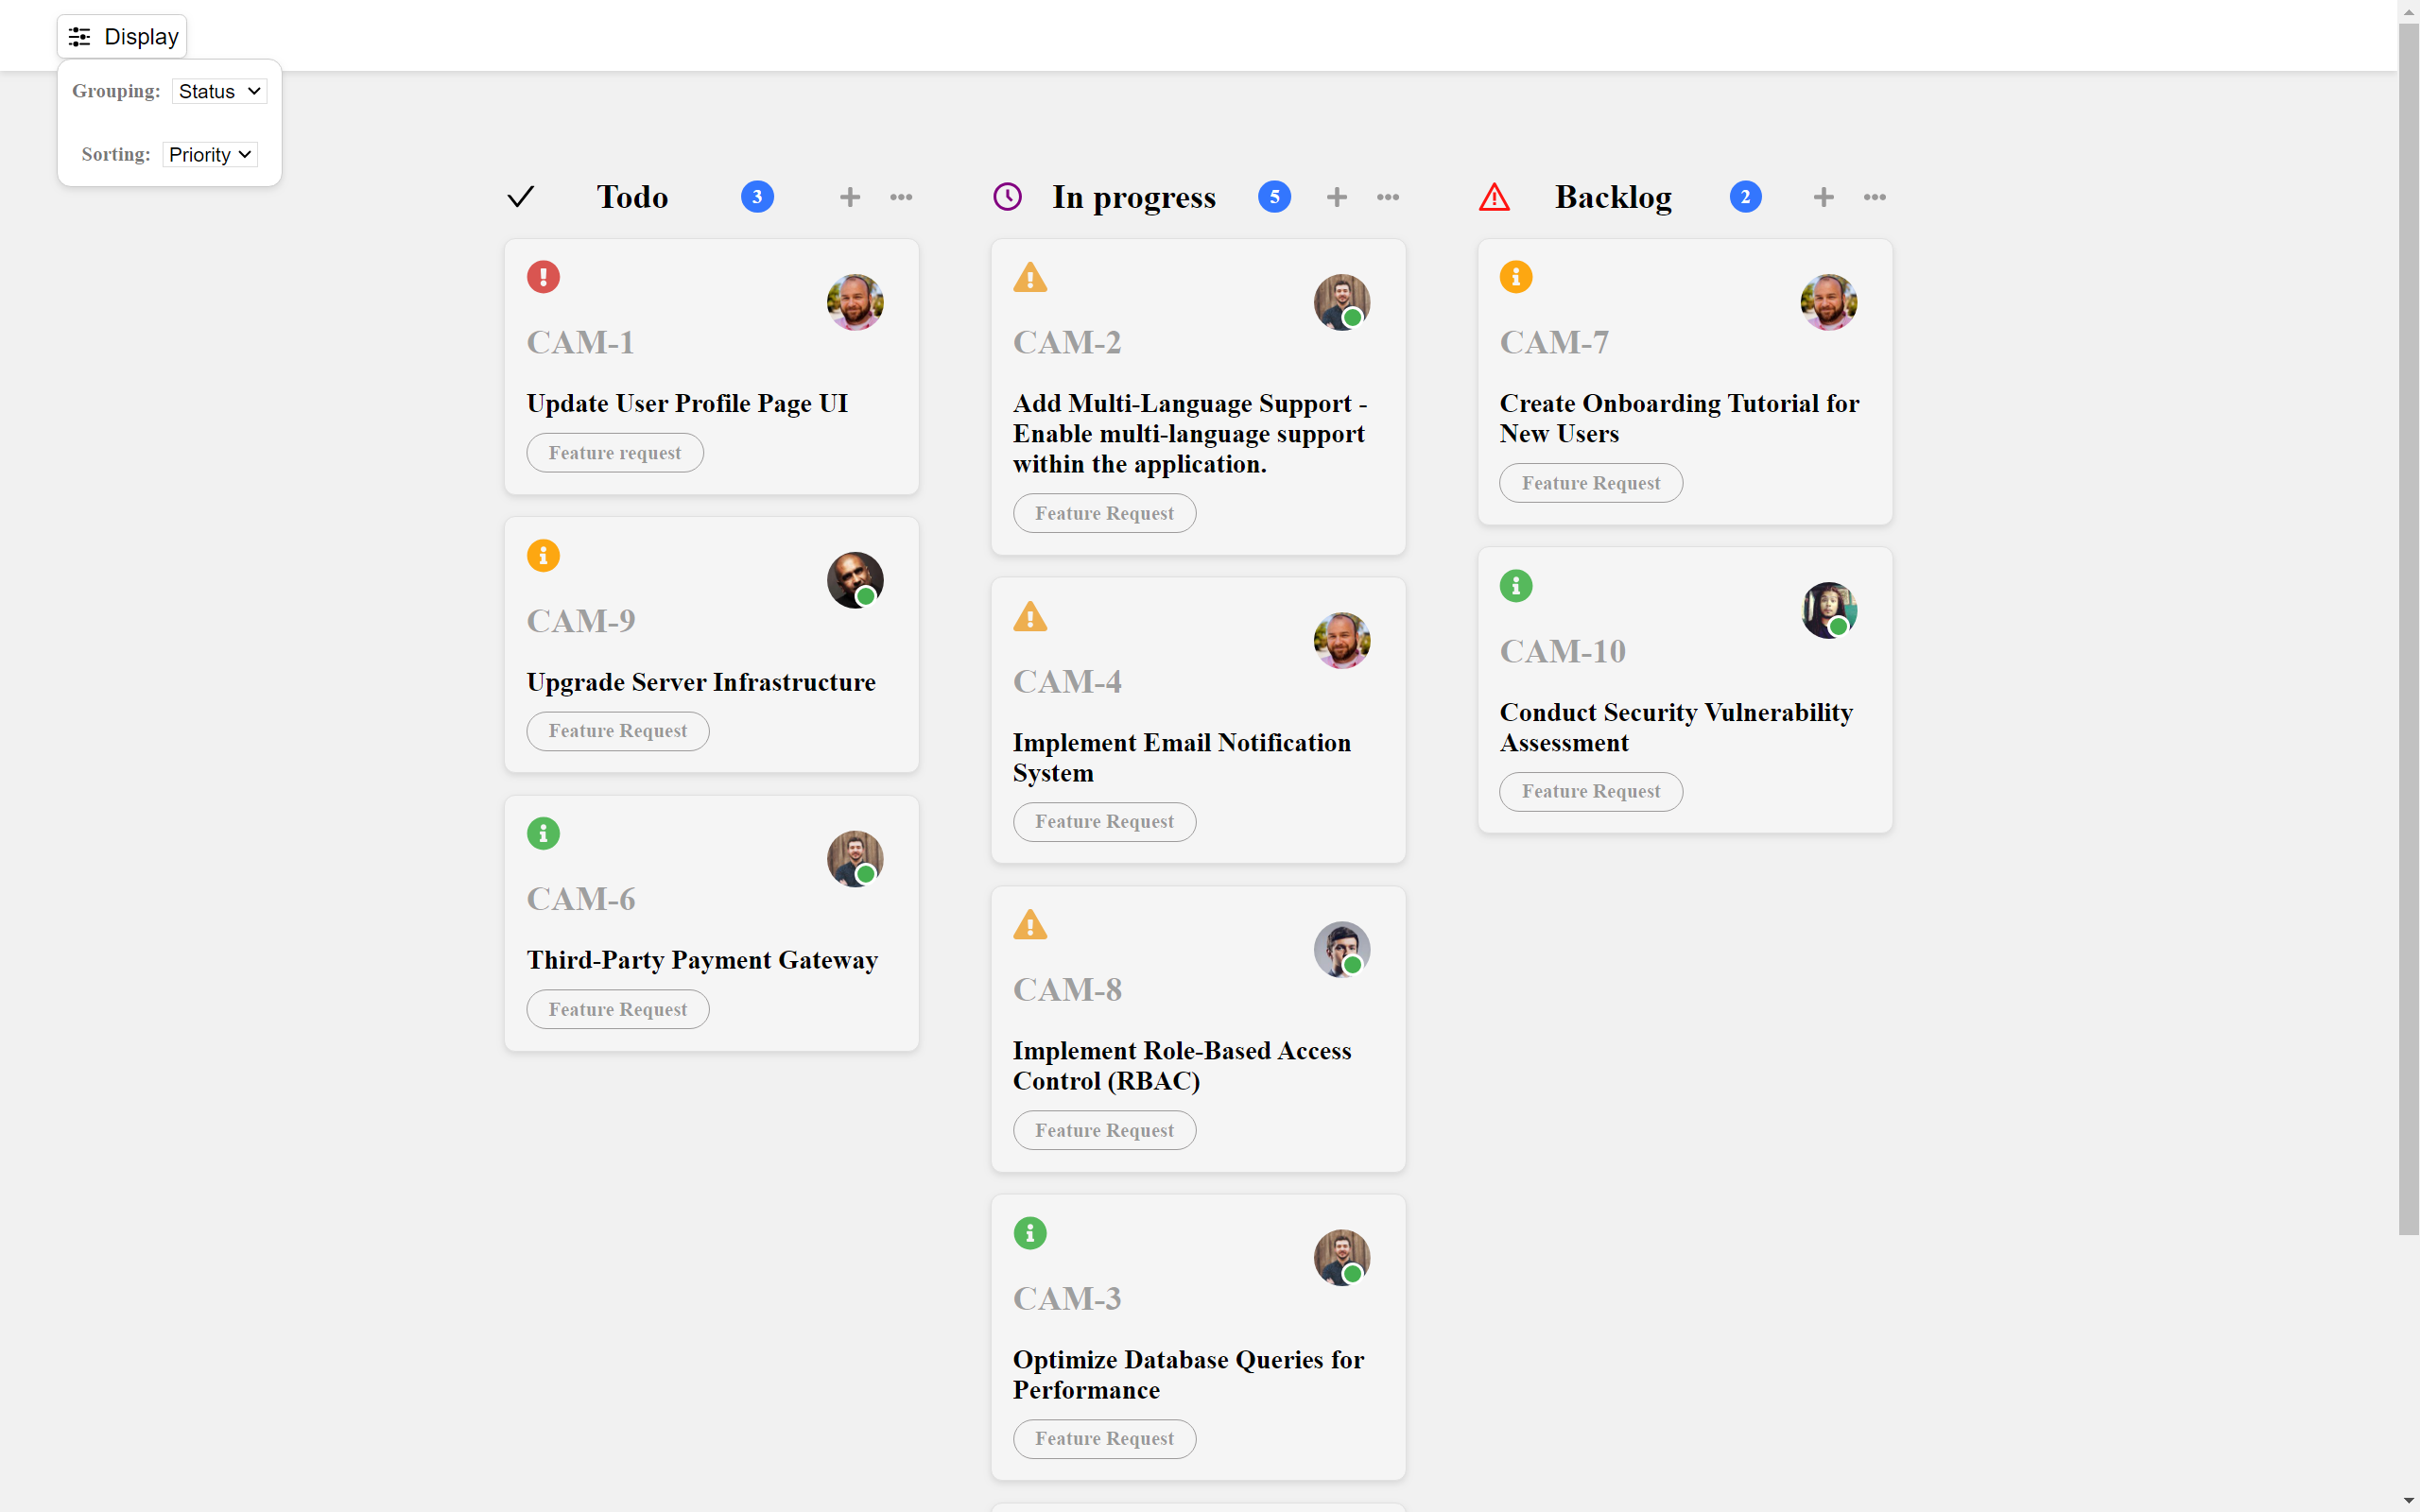 Display
Grouping: Status
Sorting: Priority
Todo 3
CAM-1
Update User Profile Page UI
Feature request
CAM-9
Upgrade Server Infrastructure
Feature Request
CAM-6
Third-Party Payment Gateway
Feature Request
In progress 5
CAM-2
Add Multi-Language Support -
Enable multi-language support
within the application.
Feature Request
CAM-4
Implement Email Notification
System
Feature Request
CAM-8
Implement Role-Based Access
Control (RBAC)
Feature Request
CAM-3
Optimize Database Queries for
Performance
Feature Request
Backlog 2
CAM-7
Create Onboarding Tutorial for
New Users
Feature Request
CAM-10
Conduct Security Vulnerability
Assessment
Feature Request